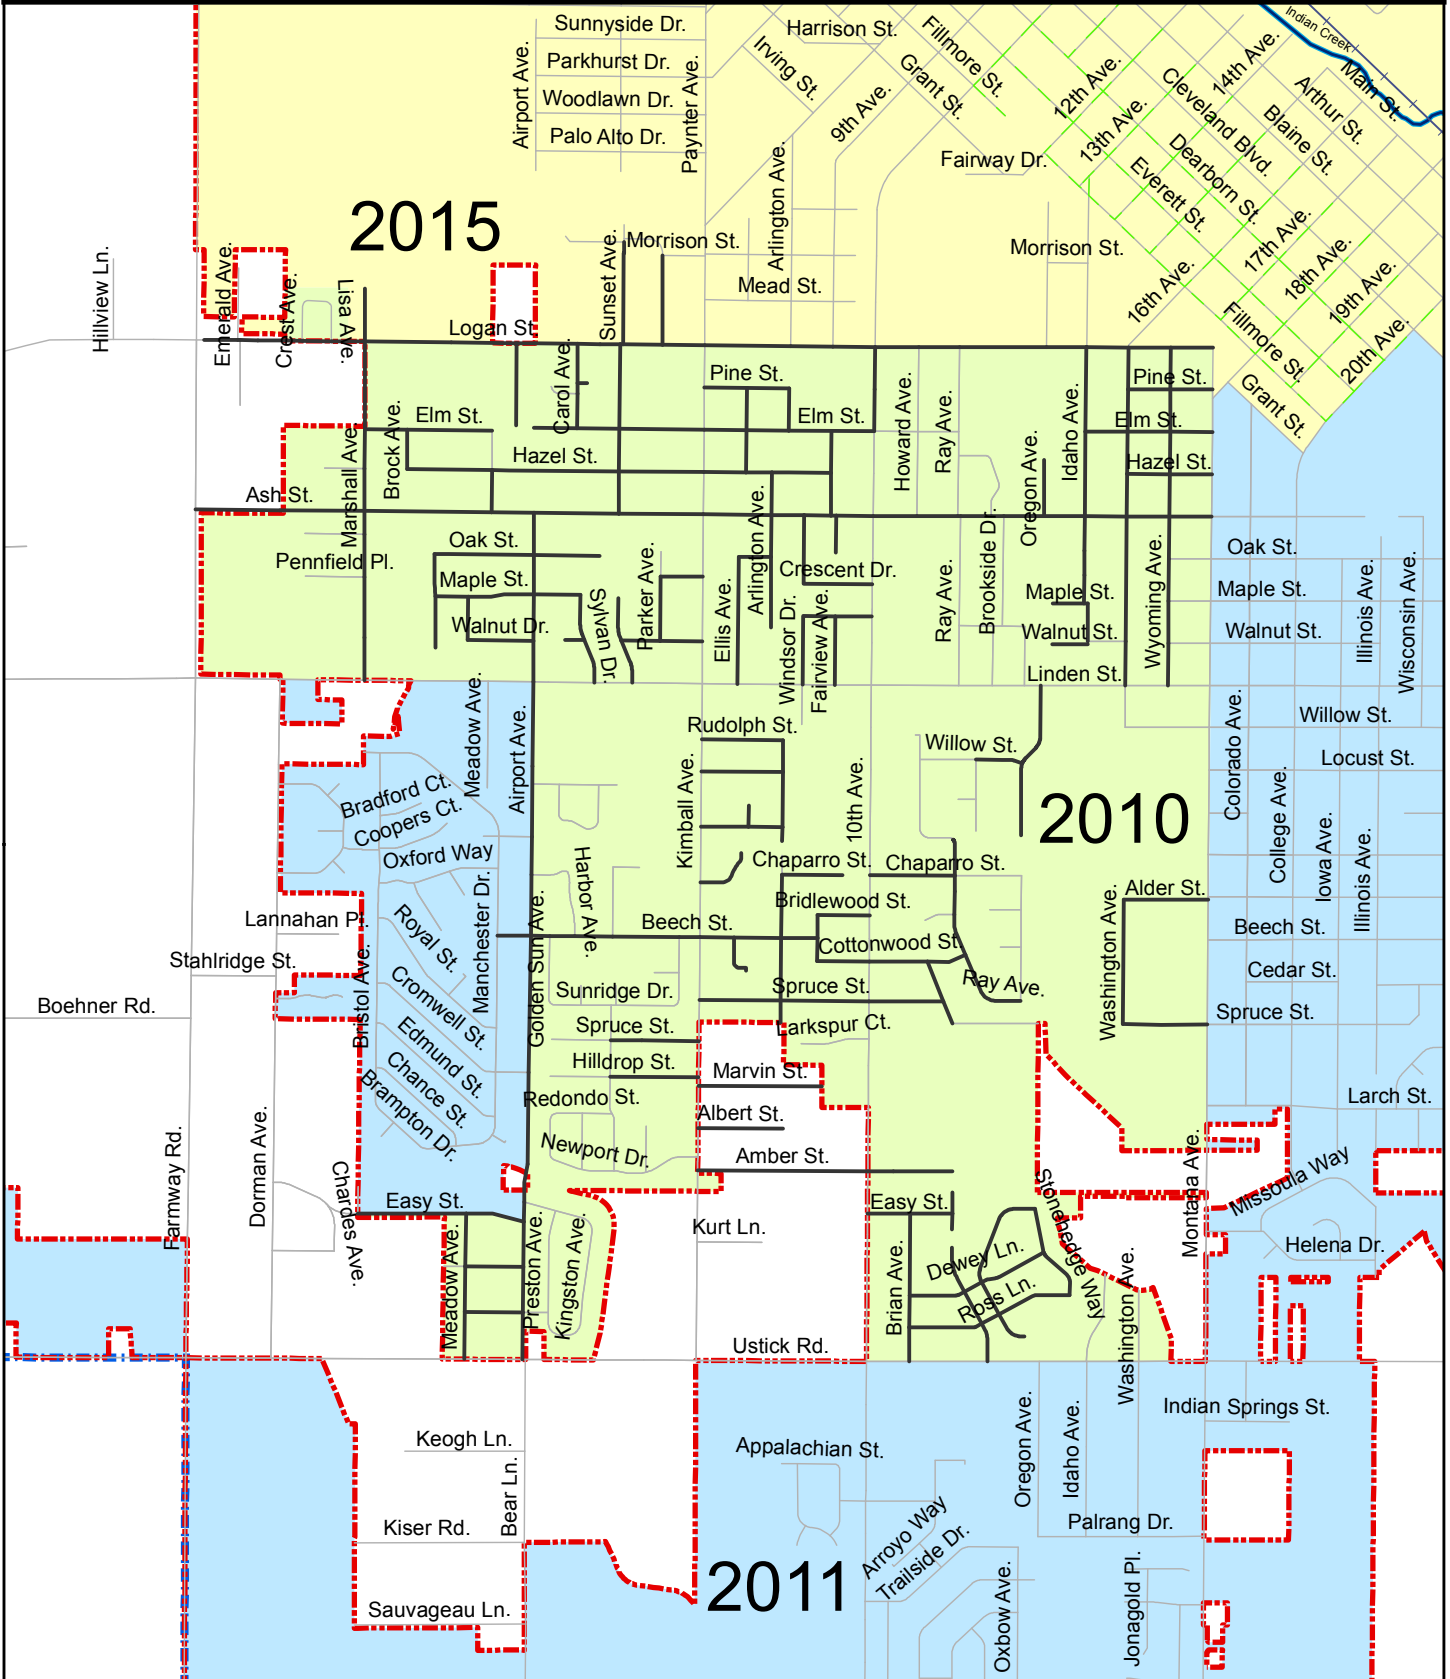 Sunnyside Dr.
Harrison St.
Fillmore St.
Indian Creek
Parkhurst Dr.
Irving St.
Grant St.
12th Ave.
14th Ave.
Main St.
Airport Ave.
Woodlawn Dr.
Paynter Ave.
9th Ave.
13th Ave.
Cleveland Blvd.
Arthur St.
Blaine St.
Palo Alto Dr.
Fairway Dr.
Dearborn St.
Everett St.
2015
Arlington Ave.
Morrison St.
Morrison St.
17th Ave.
Hillview Ln.
Emerald Ave.
Crest Ave.
Lisa Ave.
Sunset Ave.
Mead St.
16th Ave.
18th Ave.
19th Ave.
Logan St.
Fillmore St.
20th Ave.
Carol Ave.
Pine St.
Pine St.
Grant St.
Elm St.
Elm St.
Elm St.
Brock Ave.
Howard Ave.
Ray Ave.
Idaho Ave.
Hazel St.
Hazel St.
Marshall Ave.
Ash St.
Oregon Ave.
Arlington Ave.
Oak St.
Oak St.
Pennfield Pl.
Crescent Dr.
Brookside Dr.
Maple St.
Maple St.
Maple St.
Parker Ave.
Sylvan Dr.
Ellis Ave.
Windsor Dr.
Fairview Ave.
Ray Ave.
Wyoming Ave.
Illinois Ave.
Wisconsin Ave.
Walnut Dr.
Walnut St.
Walnut St.
Linden St.
Meadow Ave.
Airport Ave.
Rudolph St.
Willow St.
Willow St.
Colorado Ave.
Locust St.
Bradford Ct.
Coopers Ct.
Kimball Ave.
10th Ave.
2010
College Ave.
Oxford Way
Harbor Ave.
Chaparro St.
Chaparro St.
Alder St.
Iowa Ave.
Illinois Ave.
Manchester Dr.
Bridlewood St.
Lannahan Pl.
Royal St.
Beech St.
Beech St.
Cottonwood St.
Washington Ave.
Stahlridge St.
Golden Sun Ave.
Cedar St.
Cromwell St.
Sunridge Dr.
Spruce St.
Ray Ave.
Boehner Rd.
Bristol Ave.
Spruce St.
Larkspur Ct.
Spruce St.
Edmund St.
Hilldrop St.
Marvin St.
Chance St.
Redondo St.
Larch St.
Brampton Dr.
Albert St.
Newport Dr.
Amber St.
Farmway Rd.
Dorman Ave.
Chardes Ave.
Easy St.
Easy St.
Stonehedge Way
Montana Ave.
Missoula Way
Kurt Ln.
Meadow Ave.
Preston Ave.
Kingston Ave.
Brian Ave.
Dewey Ln.
Ross Ln.
Washington Ave.
Helena Dr.
Ustick Rd.
Indian Springs St.
Keogh Ln.
Appalachian St.
Oregon Ave.
Idaho Ave.
Bear Ln.
Kiser Rd.
Arroyo Way
Palrang Dr.
Trailside Dr.
2011
Oxbow Ave.
Jonagold Pl.
Sauvageau Ln.